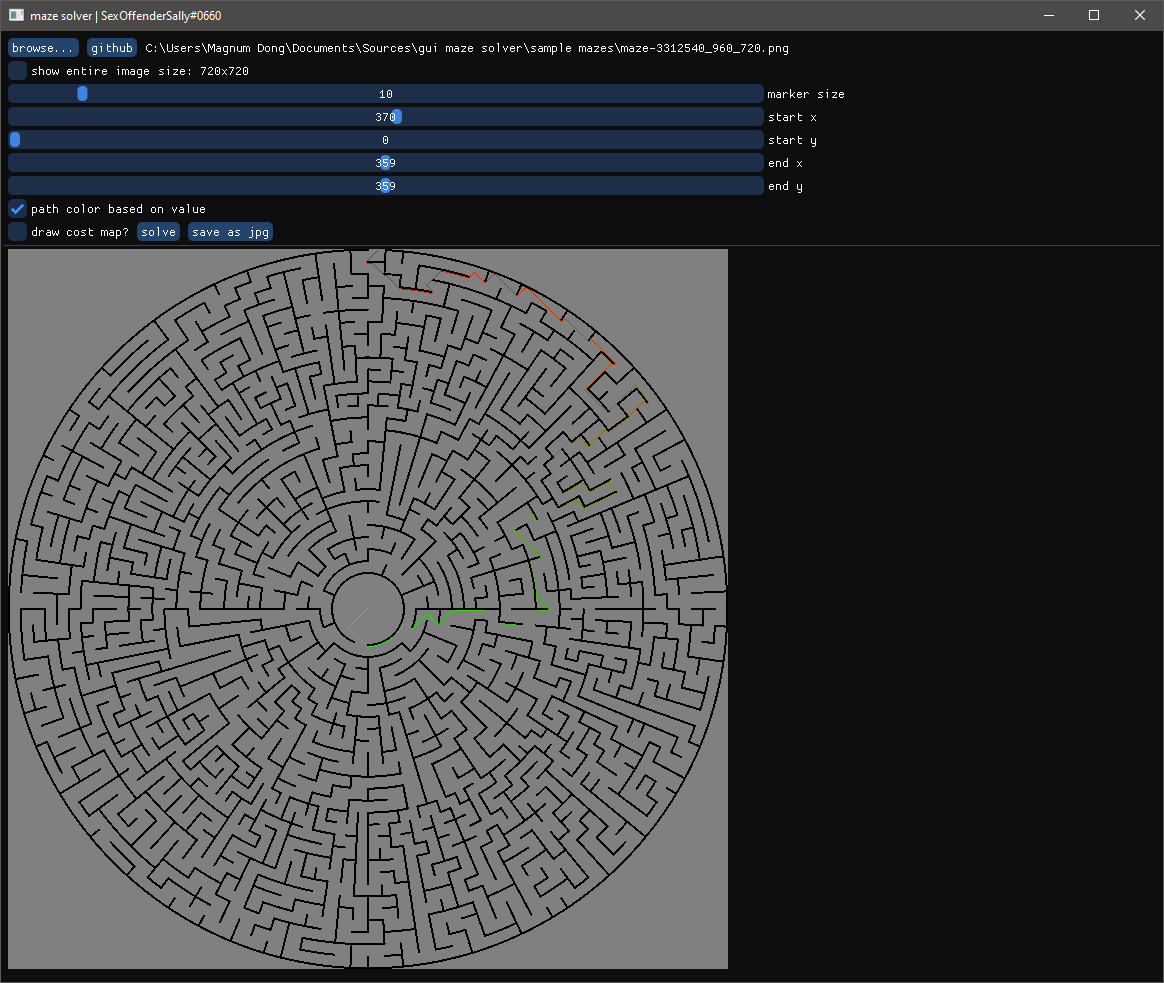 maze solver | SexOffenderSally#0660
browse... github C:\Users\Magnum Dong\Documents\Sources\gui maze solver\sample mazes\maze-3312540_960_720.png
show entire image size: 720x720
10 marker size
370 start x
0 start y
359 end x
359 end y
path color based on value
draw cost map? solve save as jpg